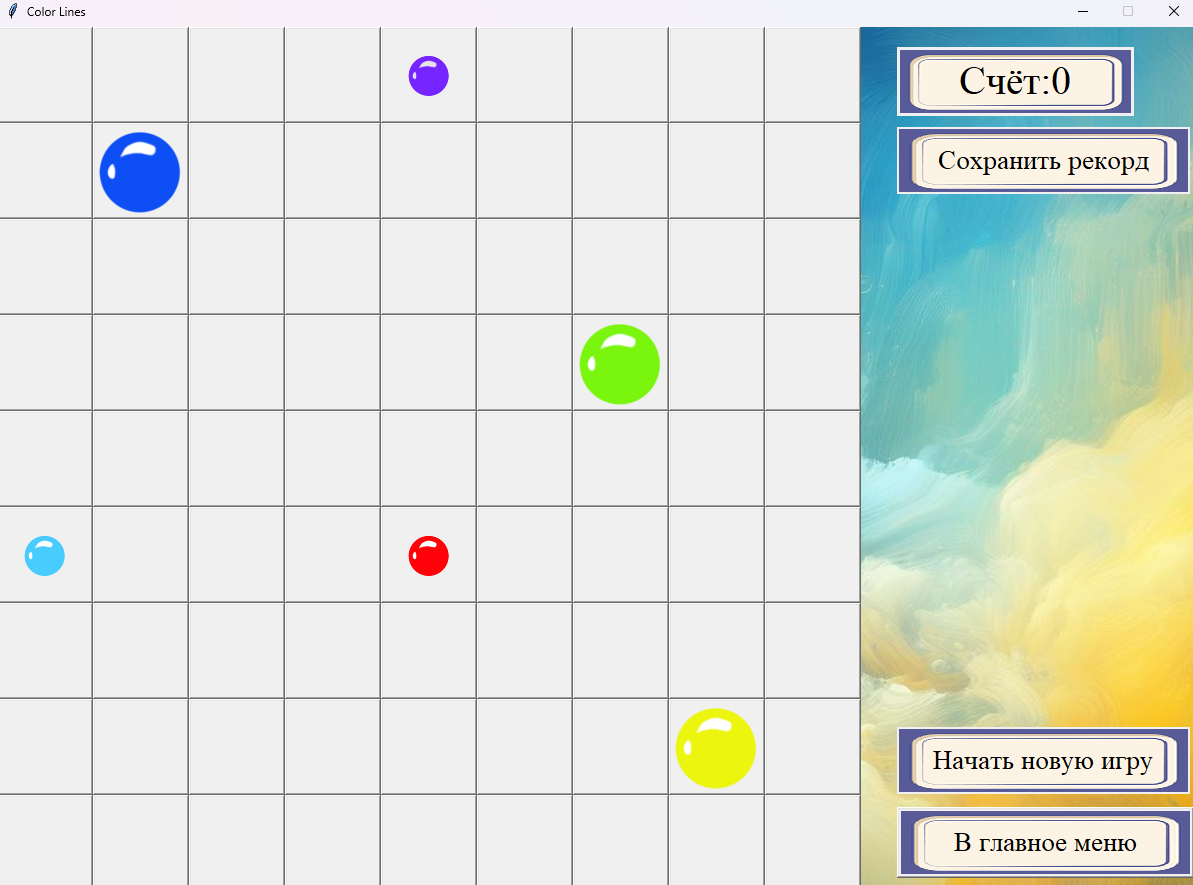 Color Lines
Счёт:0
Сохранить рекорд
Начать новую игру
В главное меню